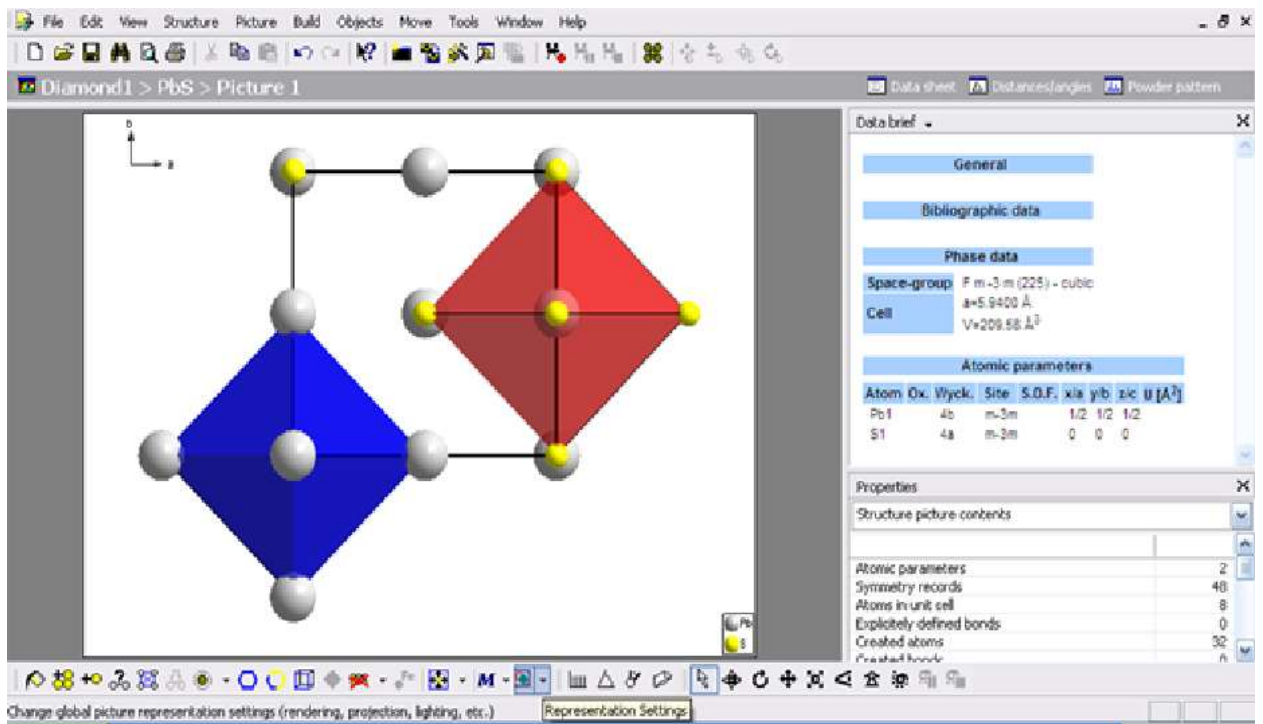 File Edit View Structure Picture Build Objects Move Tools Window Help
Diamond1 > PbS > Picture 1
Data sheet Distances/angles Powder pattern
b
a
Pb
S
Data brief
General
Bibliographic data
Phase data
Space-group F m -3 m (225) - cubic
Cell a=5.9400 Å
V=209.58 Å3
Atomic parameters
Atom Ox. Wyck. Site S.O.F. x/a y/b z/c U [Å2]
Pb1 4b m-3m 1/2 1/2 1/2
S1 4a m-3m 0 0 0
Properties
Structure picture contents
Atomic parameters 2
Symmetry records 48
Atoms in unit cell 8
Explicitely defined bonds 0
Created atoms 32
Created bonds 0
M
Change global picture representation settings (rendering, projection, lighting, etc.)
Representation Settings